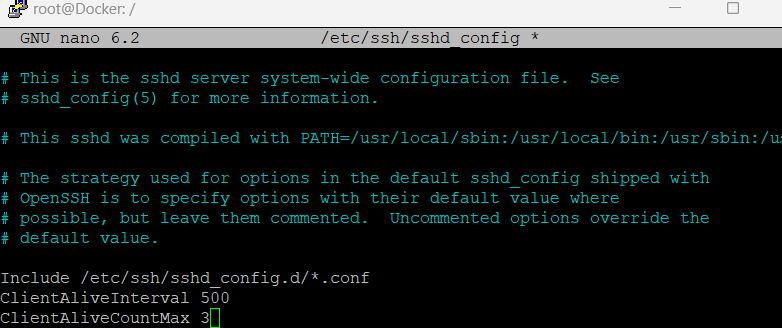 root@Docker: /
GNU nano 6.2 /etc/ssh/sshd_config *
# This is the sshd server system-wide configuration file.  See
# sshd_config(5) for more information.
# This sshd was compiled with PATH=/usr/local/sbin:/usr/local/bin:/usr/sbin:/us
# The strategy used for options in the default sshd_config shipped with
# OpenSSH is to specify options with their default value where
# possible, but leave them commented.  Uncommented options override the
# default value.
Include /etc/ssh/sshd_config.d/*.conf
ClientAliveInterval 500
ClientAliveCountMax 3